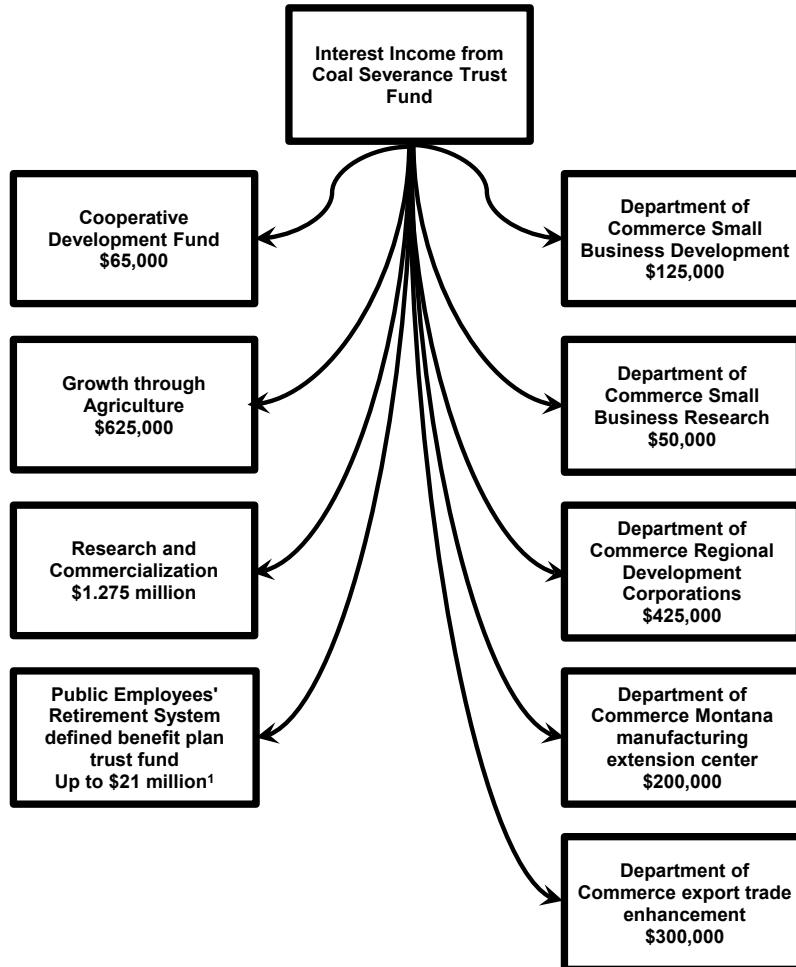 Interest Income from
Coal Severance Trust
Fund
Cooperative
Development Fund
$65,000
Growth through
Agriculture
$625,000
Research and
Commercialization
$1.275 million
Public Employees'
Retirement System
defined benefit plan
trust fund
Up to $21 million¹
Department of
Commerce Small
Business Development
$125,000
Department of
Commerce Small
Business Research
$50,000
Department of
Commerce Regional
Development
Corporations
$425,000
Department of
Commerce Montana
manufacturing
extension center
$200,000
Department of
Commerce export trade
enhancement
$300,000